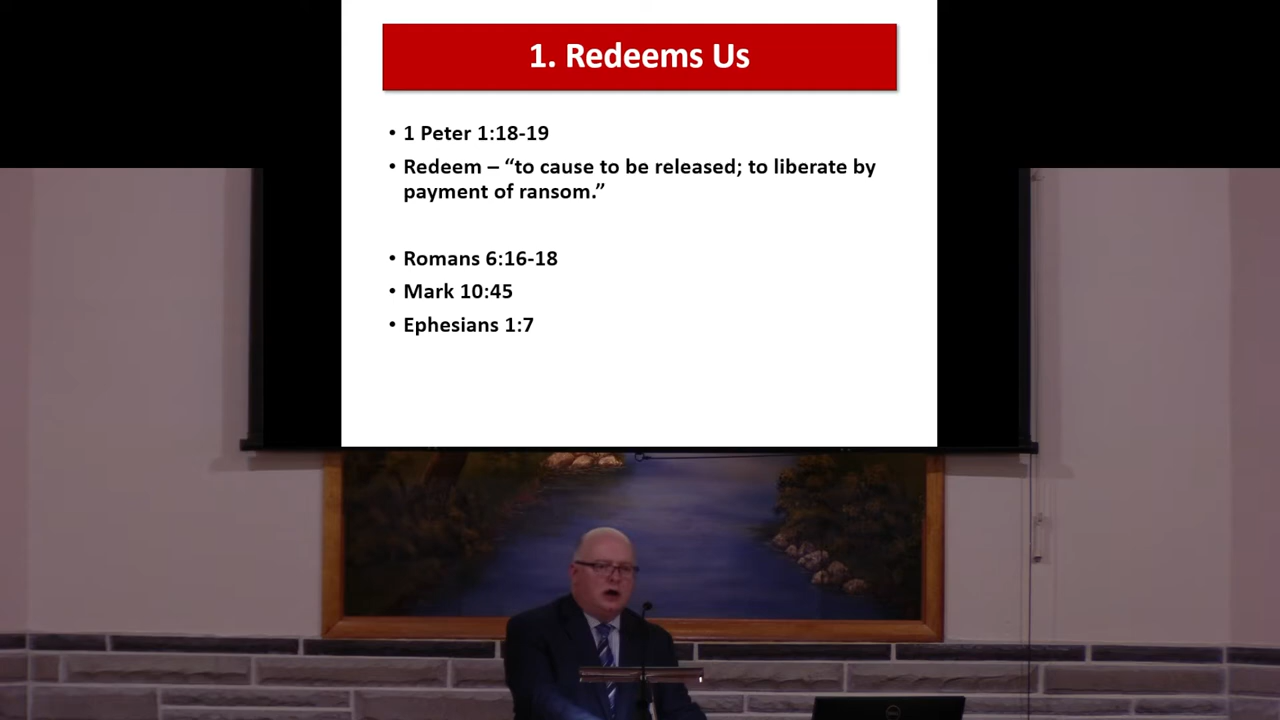 1. Redeems Us
• 1 Peter 1:18-19
• Redeem – “to cause to be released; to liberate by
payment of ransom.”
• Romans 6:16-18
• Mark 10:45
• Ephesians 1:7
DELL